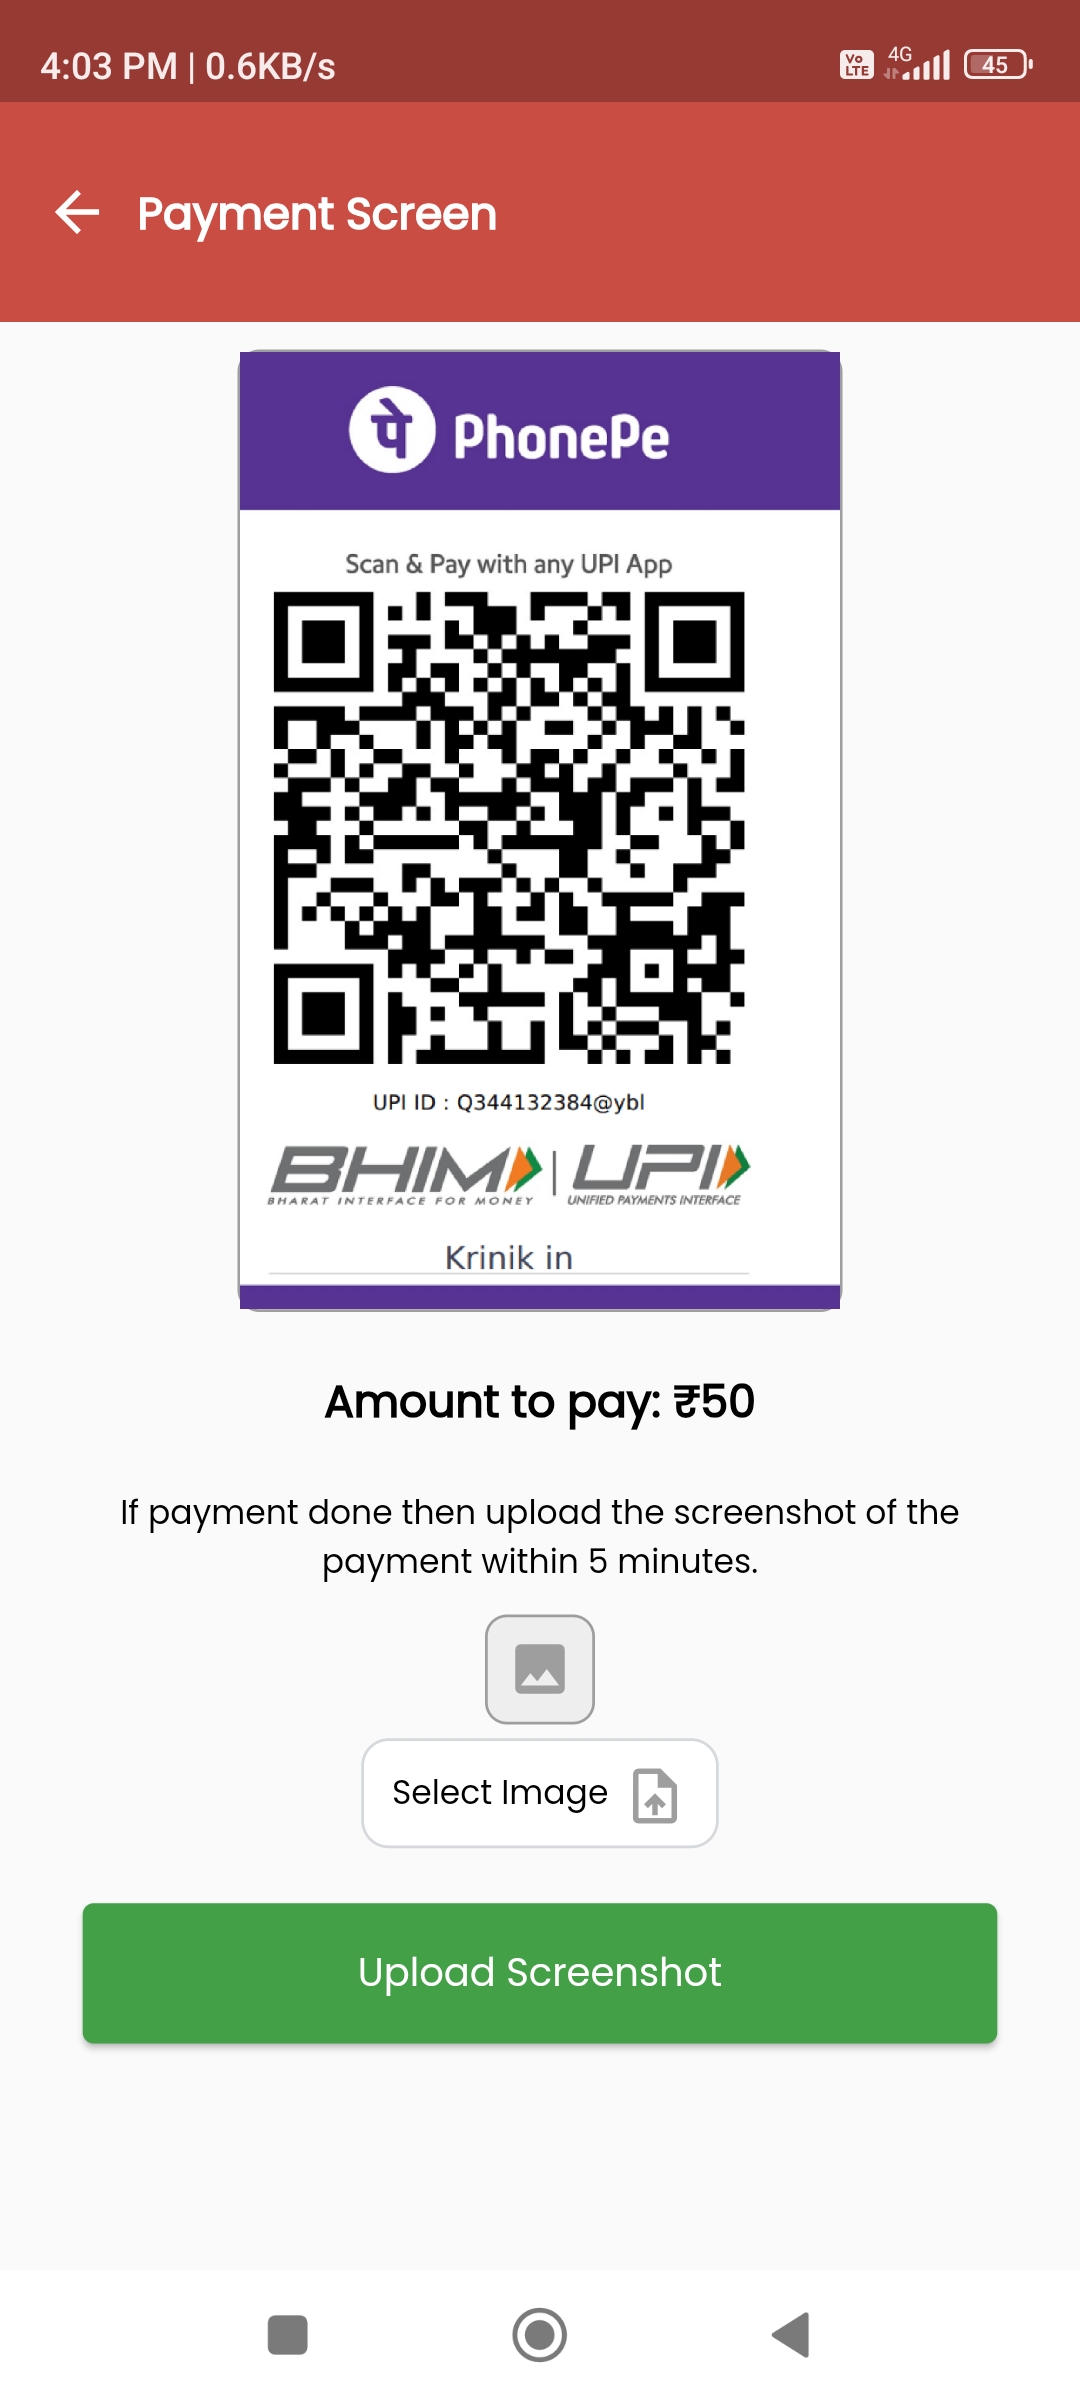 4:03 PM | 0.6KB/s
Vo LTE 4G 45
Payment Screen
पे PhonePe
Scan & Pay with any UPI App
UPI ID : Q344132384@ybl
BHIM | UPI
BHARAT INTERFACE FOR MONEY UNIFIED PAYMENTS INTERFACE
Krinik in
Amount to pay: ₹50
If payment done then upload the screenshot of the
payment within 5 minutes.
Select Image
Upload Screenshot